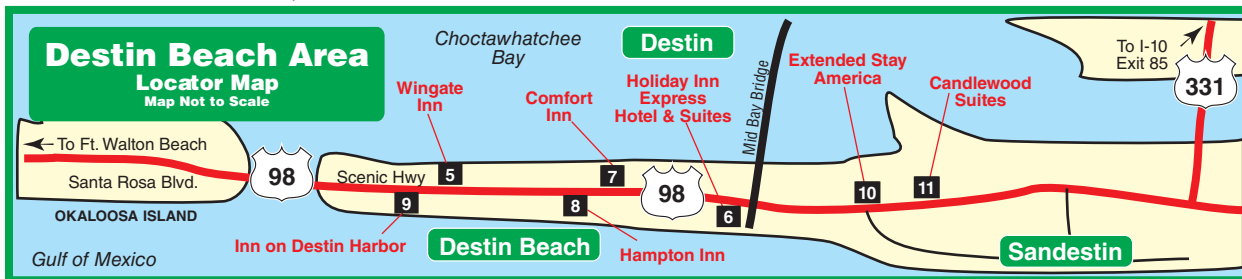 Destin Beach Area
Locator Map
Map Not to Scale
Choctawhatchee
Bay
Destin
To I-10
Exit 85
331
Wingate
Inn
Comfort
Inn
Holiday Inn
Express
Hotel & Suites
Mid Bay Bridge
Extended Stay
America
Candlewood
Suites
To Ft. Walton Beach
Santa Rosa Blvd.
OKALOOSA ISLAND
98
Scenic Hwy
5
7
98
10
11
9
8
6
Inn on Destin Harbor
Destin Beach
Hampton Inn
Sandestin
Gulf of Mexico